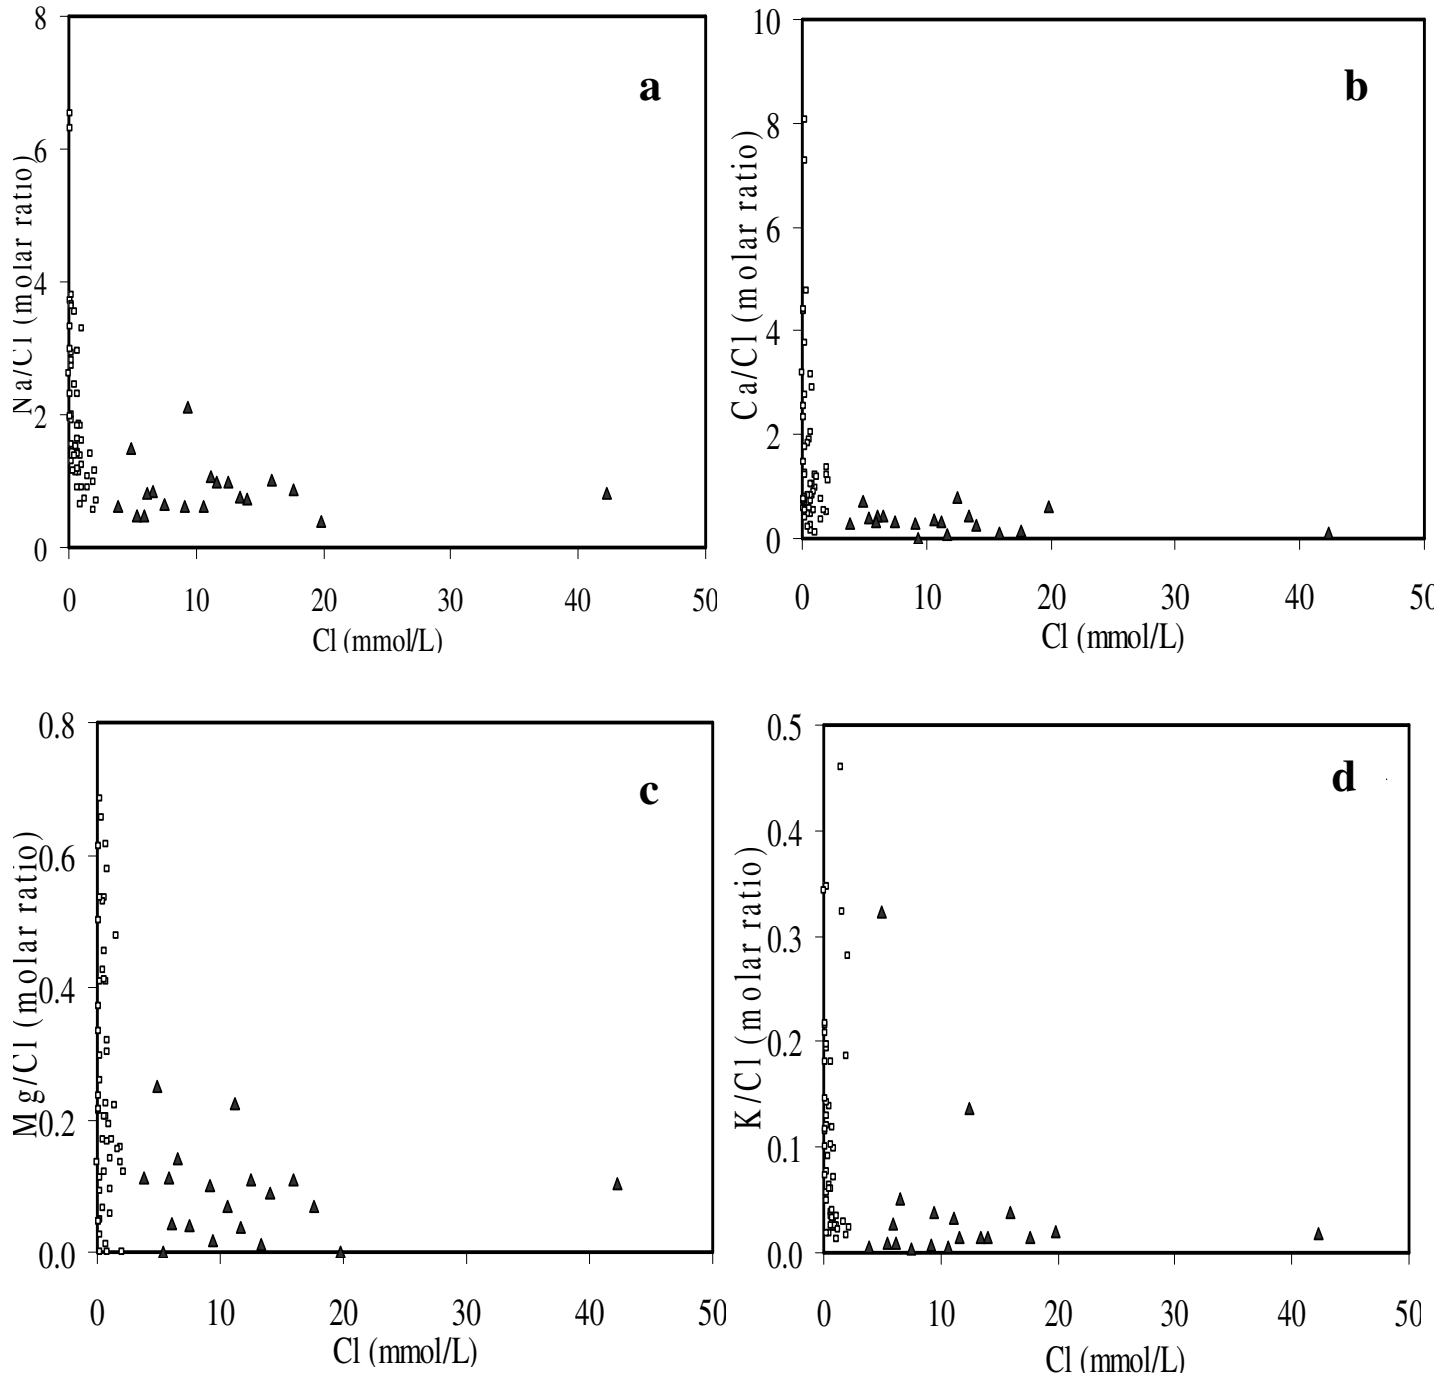 a
8
6
4
2
0
Na/Cl (molar ratio)
0 10 20 30 40 50
Cl (mmol/L)
b
10
8
6
4
2
0
Ca/Cl (molar ratio)
0 10 20 30 40 50
Cl (mmol/L)
c
0.8
0.6
0.4
0.2
0.0
Mg/Cl (molar ratio)
0 10 20 30 40 50
Cl (mmol/L)
d
0.5
0.4
0.3
0.2
0.1
0.0
K/Cl (molar ratio)
0 10 20 30 40 50
Cl (mmol/L)